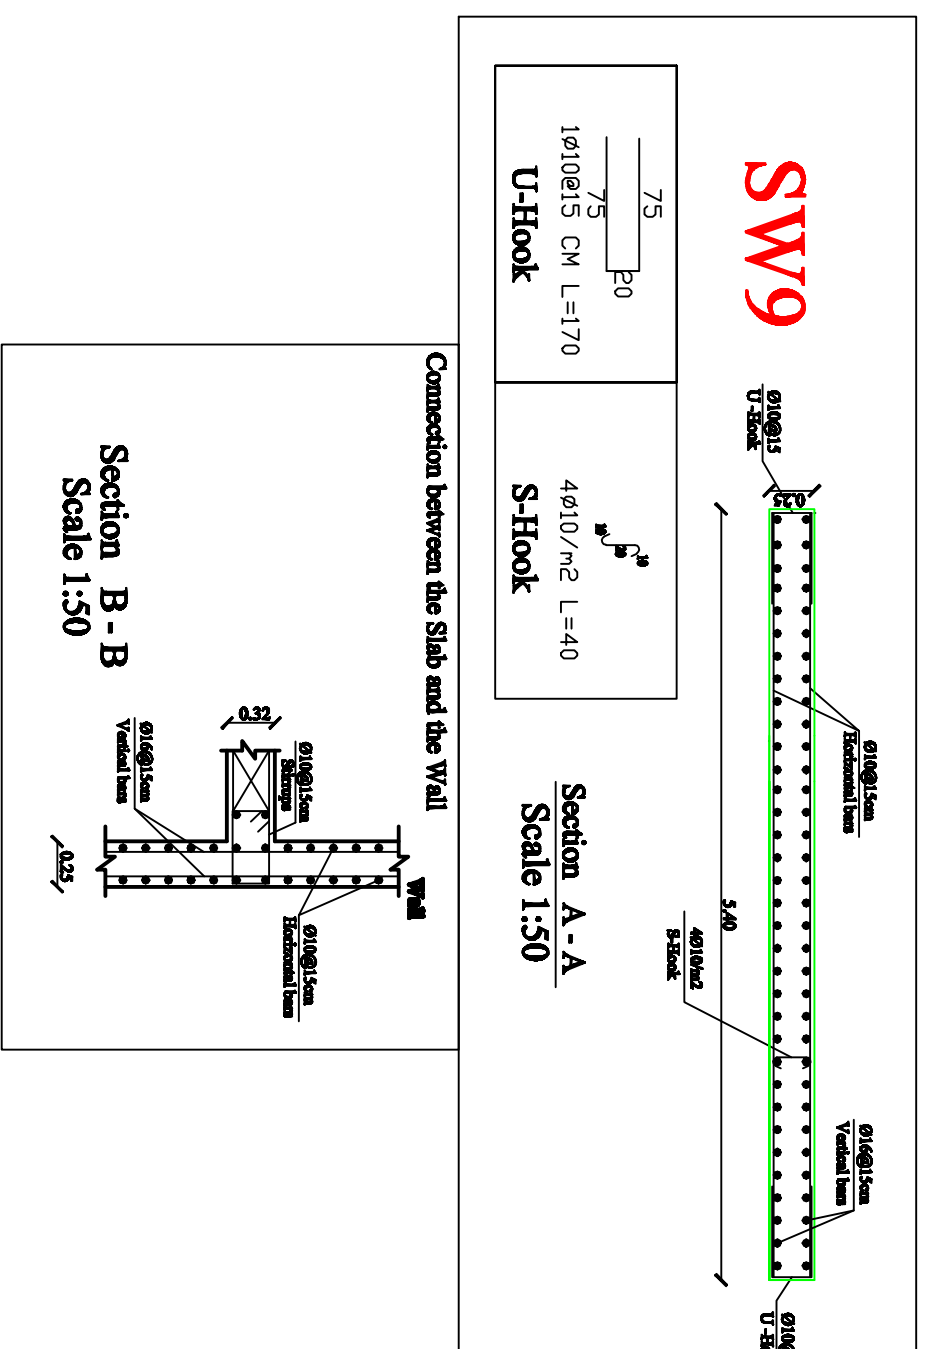 SW9
75
20
75
1Ø10@15 CM L=170
U-Hook
10
20
10
4Ø10/m2 L=40
S-Hook
Ø10@15
U-Hook
0.25
Ø10@15cm
Horizontal bars
5.40
4Ø10/m2
S-Hook
Ø16@15cm
Vertical bars
Section A - A
Scale 1:50
Connection between the Slab and the Wall
Section B - B
Scale 1:50
0.32
Ø10@15cm
Stirrups
Ø16@15cm
Vertical bars
Wall
0.25
Ø10@15cm
Horizontal bars